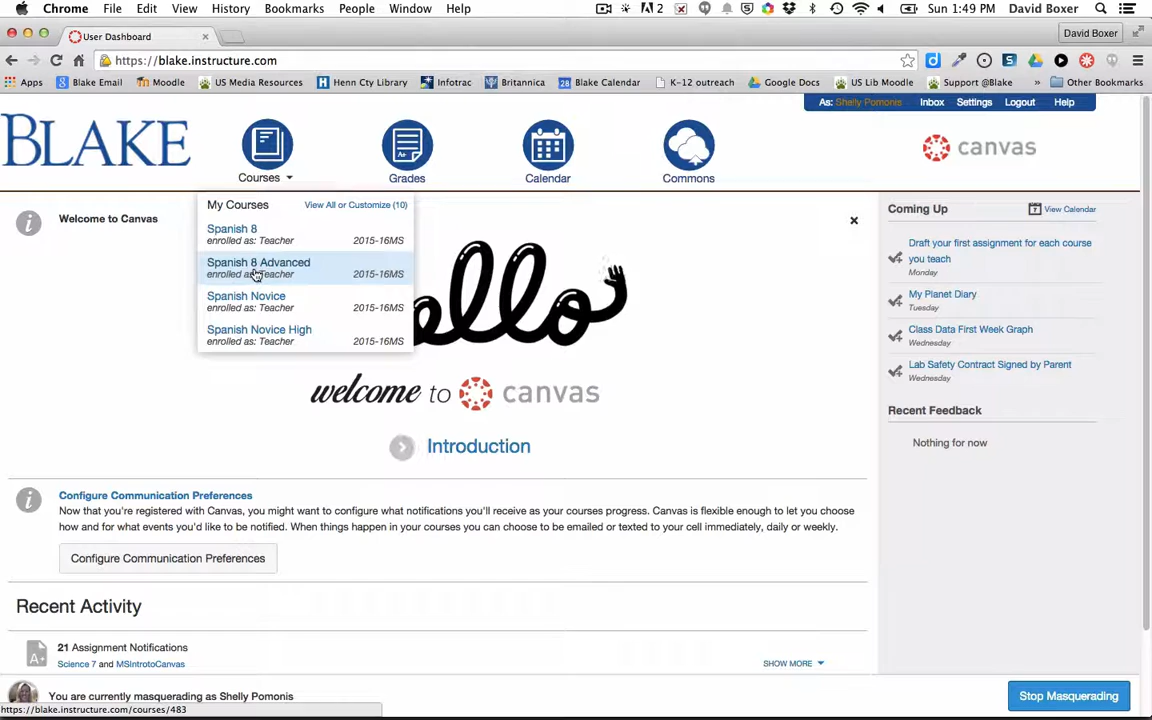 Chrome File Edit View History Bookmarks People Window Help 2 Sun 1:49 PM David Boxer
User Dashboard David Boxer
https://blake.instructure.com
Apps Blake Email Moodle US Media Resources Henn Cty Library Infotrac Britannica Blake Calendar K-12 outreach Google Docs US Lib Moodle Support @Blake » Other Bookmarks
As: Shelly Pomonis Inbox Settings Logout Help
BLAKE
Courses
Grades
Calendar
Commons
canvas
Welcome to Canvas
My Courses View All or Customize (10)
Spanish 8
enrolled as: Teacher 2015-16MS
Spanish 8 Advanced
enrolled as: Teacher 2015-16MS
Spanish Novice
enrolled as: Teacher 2015-16MS
Spanish Novice High
enrolled as: Teacher 2015-16MS
ello
welcome to canvas
Introduction
Configure Communication Preferences
Now that you're registered with Canvas, you might want to configure what notifications you'll receive as your courses progress. Canvas is flexible enough to let you choose
how and for what events you'd like to be notified. When things happen in your courses you can choose to be emailed or texted to your cell immediately, daily or weekly.
Configure Communication Preferences
Recent Activity
A+
21 Assignment Notifications
Science 7 and MSIntrotoCanvas
SHOW MORE
Coming Up
View Calendar
Draft your first assignment for each course
you teach
Monday
My Planet Diary
Tuesday
Class Data First Week Graph
Wednesday
Lab Safety Contract Signed by Parent
Wednesday
Recent Feedback
Nothing for now
You are currently masquerading as Shelly Pomonis
Stop Masquerading
https://blake.instructure.com/courses/483